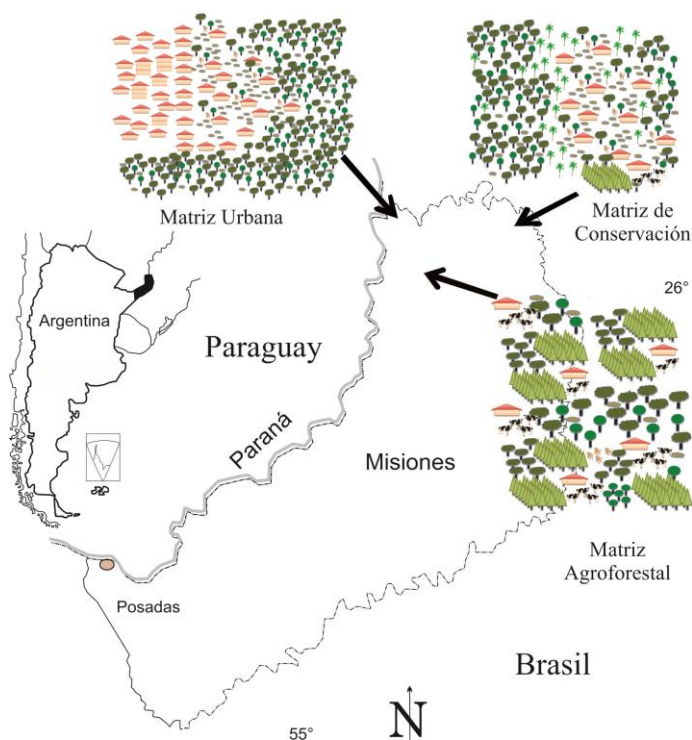 Matriz Urbana
Matriz de
Conservación
26°
Argentina
Paraguay
Paraná
Misiones
Matriz
Agroforestal
Posadas
Brasil
55°
N